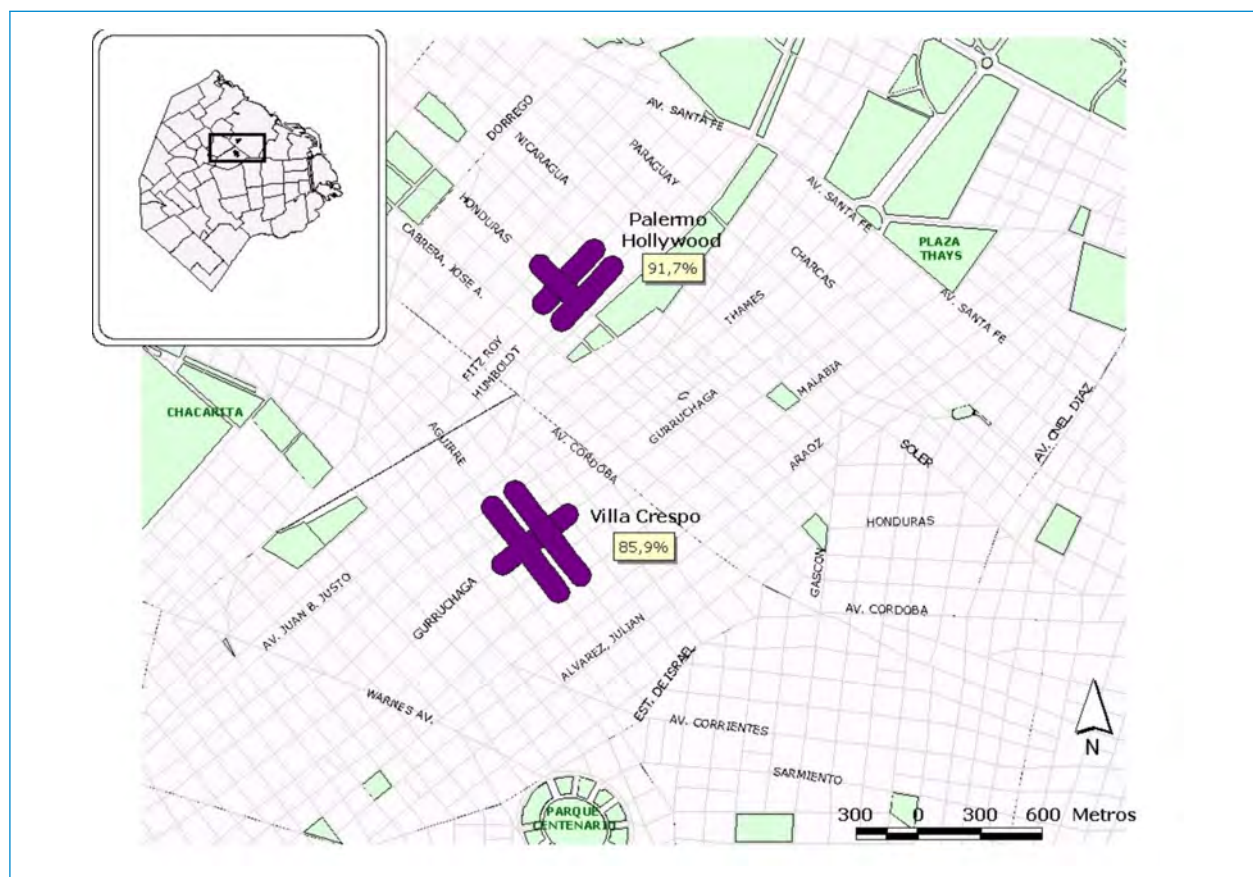 AV. SANTA FE
DORREGO
NICARAGUA
PARAGUAY
HONDURAS
CABRERA, JOSE A.
AV. SANTA FE
Palermo
Hollywood
91,7%
PLAZA
THAYS
CHARCAS
THAMES
AV. SANTA FE
FITZ ROY
HUMBOLDT
MALABIA
GURRUCHAGA
AV. CNEL. DIAZ
CHACARITA
AGUIRRE
AV. CORDOBA
ARAOZ
SOLER
Villa Crespo
85,9%
HONDURAS
GASCON
AV. JUAN B. JUSTO
GURRUCHAGA
AV. CORDOBA
ALVAREZ, JULIAN
EST. DE ISRAEL
WARNES AV.
AV. CORRIENTES
N
SARMIENTO
PARQUE
CENTENARIO
300 0 300 600 Metros